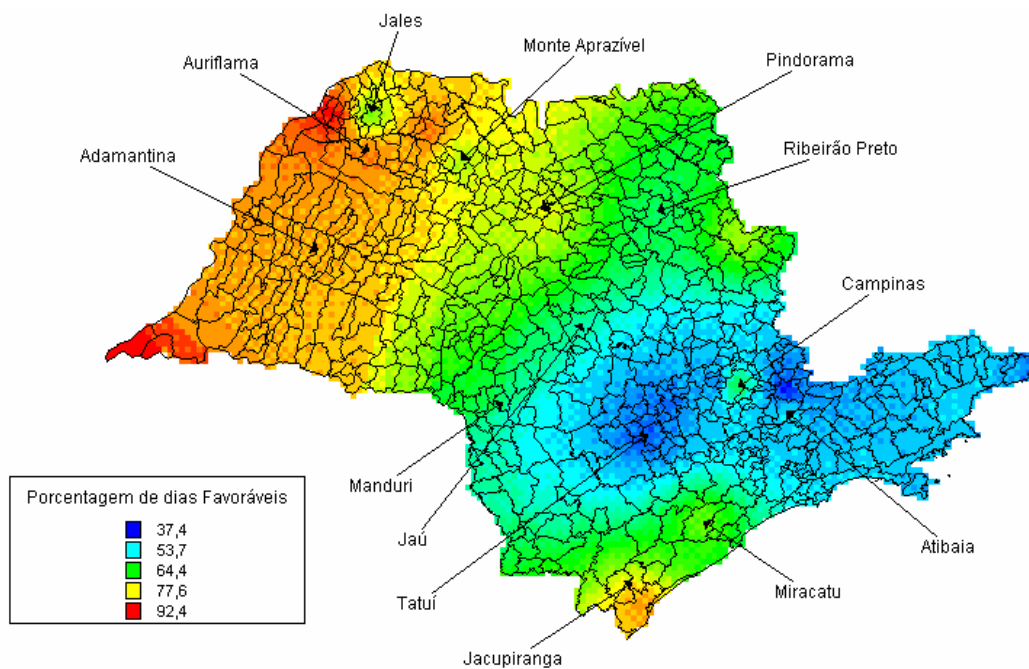 Jales
Monte Aprazível
Auriflama
Pindorama
Adamantina
Ribeirão Preto
Campinas
Manduri
Jaú
Atibaia
Tatuí
Miracatu
Jacupiranga
Porcentagem de dias Favoráveis
37,4
53,7
64,4
77,6
92,4